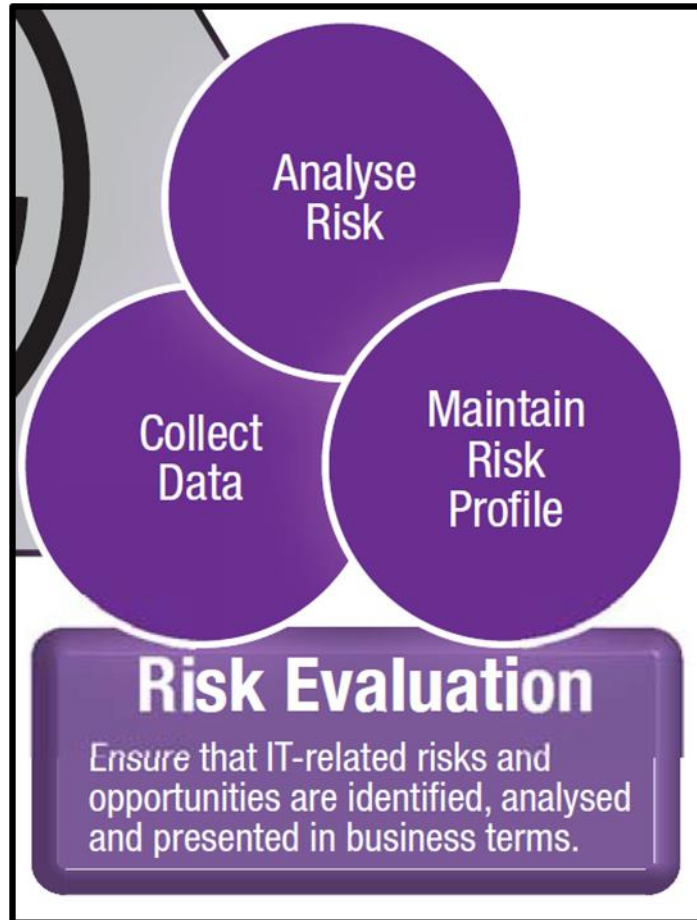 Analyse
Risk
Collect
Data
Maintain
Risk
Profile
Risk Evaluation
Ensure that IT-related risks and
opportunities are identified, analysed
and presented in business terms.